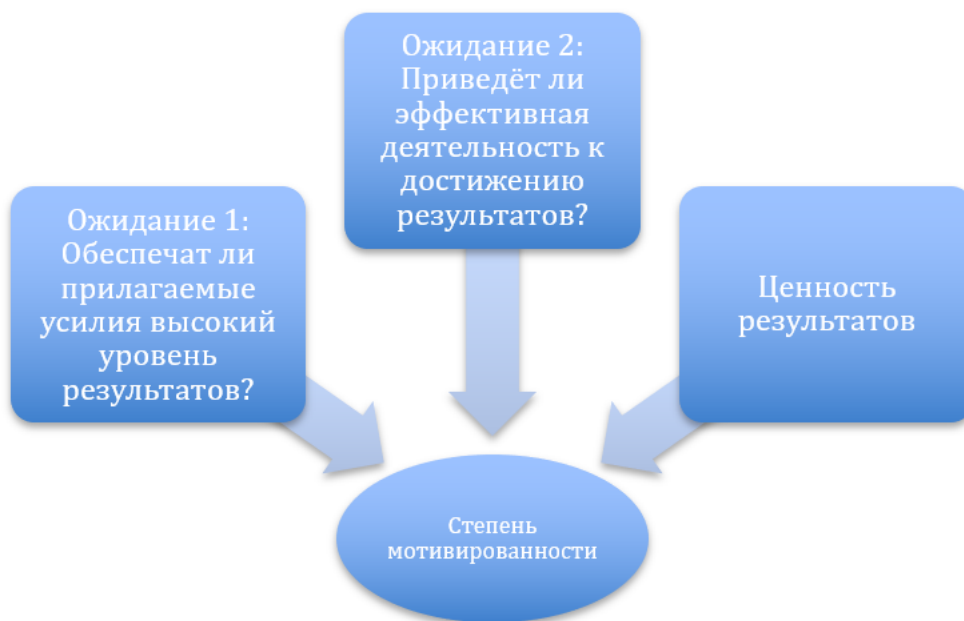 Ожидание 1:
Обеспечат ли
прилагаемые
усилия высокий
уровень
результатов?
Ожидание 2:
Приведёт ли
эффективная
деятельность к
достижению
результатов?
Ценность
результатов
Степень
мотивированности